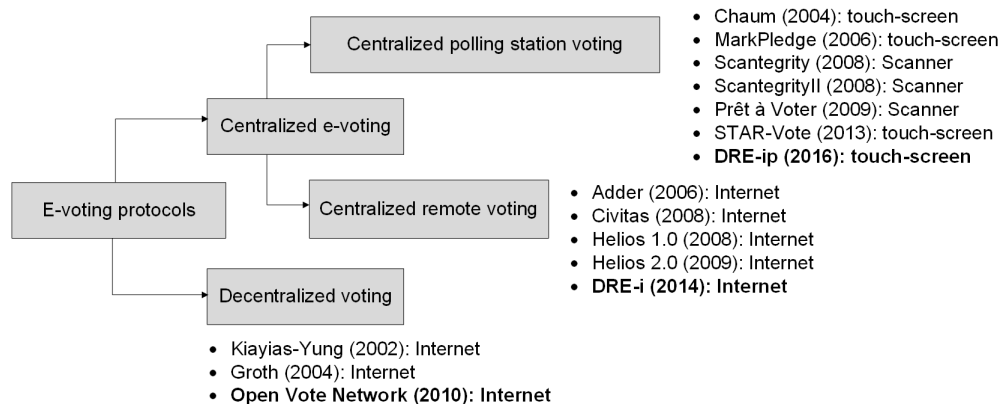 Centralized polling station voting
• Chaum (2004): touch-screen
• MarkPledge (2006): touch-screen
• Scantegrity (2008): Scanner
• ScantegrityII (2008): Scanner
• Prêt à Voter (2009): Scanner
• STAR-Vote (2013): touch-screen
• DRE-ip (2016): touch-screen
Centralized e-voting
E-voting protocols
Centralized remote voting
• Adder (2006): Internet
• Civitas (2008): Internet
• Helios 1.0 (2008): Internet
• Helios 2.0 (2009): Internet
• DRE-i (2014): Internet
Decentralized voting
• Kiayias-Yung (2002): Internet
• Groth (2004): Internet
• Open Vote Network (2010): Internet